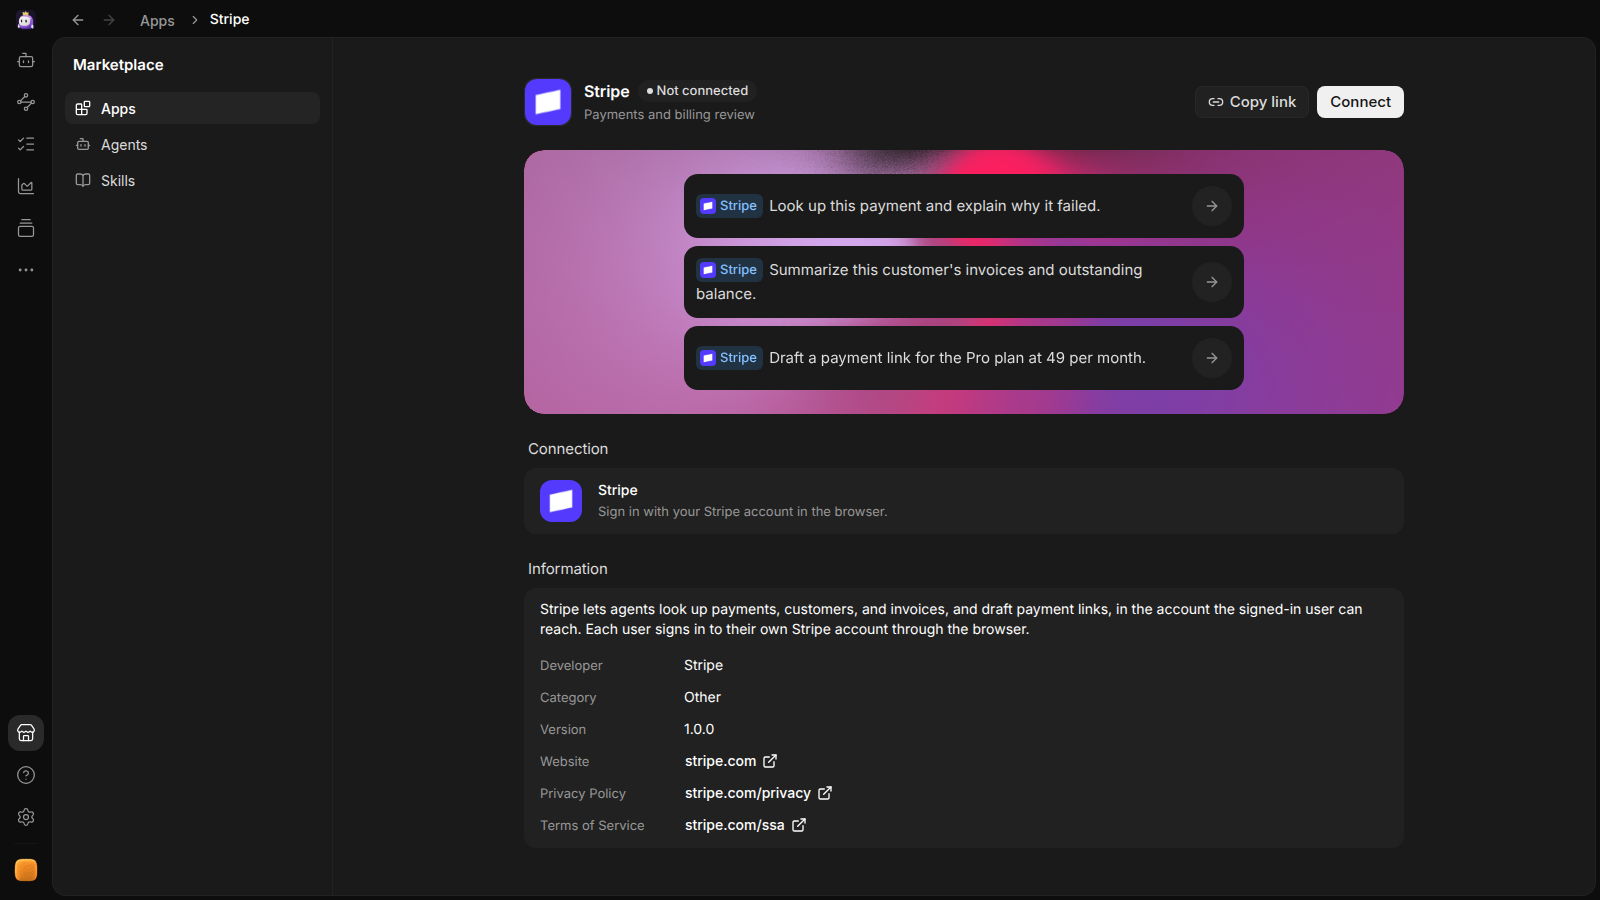 Apps > Stripe
Marketplace
Apps
Agents
Skills
Stripe
Not connected
Payments and billing review
Copy link
Connect
Stripe Look up this payment and explain why it failed.
Stripe Summarize this customer's invoices and outstanding
balance.
Stripe Draft a payment link for the Pro plan at 49 per month.
Connection
Stripe
Sign in with your Stripe account in the browser.
Information
Stripe lets agents look up payments, customers, and invoices, and draft payment links, in the account the signed-in user can
reach. Each user signs in to their own Stripe account through the browser.
Developer Stripe
Category Other
Version 1.0.0
Website stripe.com
Privacy Policy stripe.com/privacy
Terms of Service stripe.com/ssa